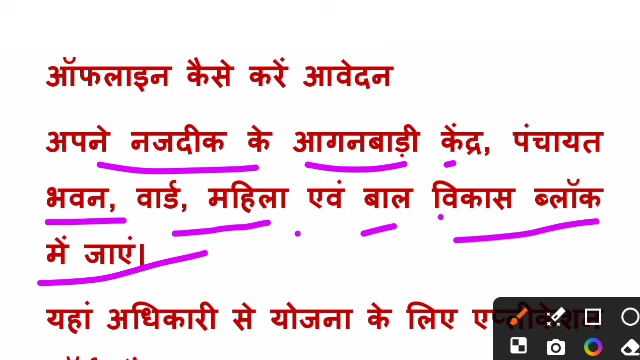 ऑफलाइन कैसे करें आवेदन
अपने नजदीक के आगनबाड़ी केंद्र, पंचायत
भवन, वार्ड, महिला एवं बाल विकास ब्लॉक
में जाएं।
यहां अधिकारी से योजना के लिए